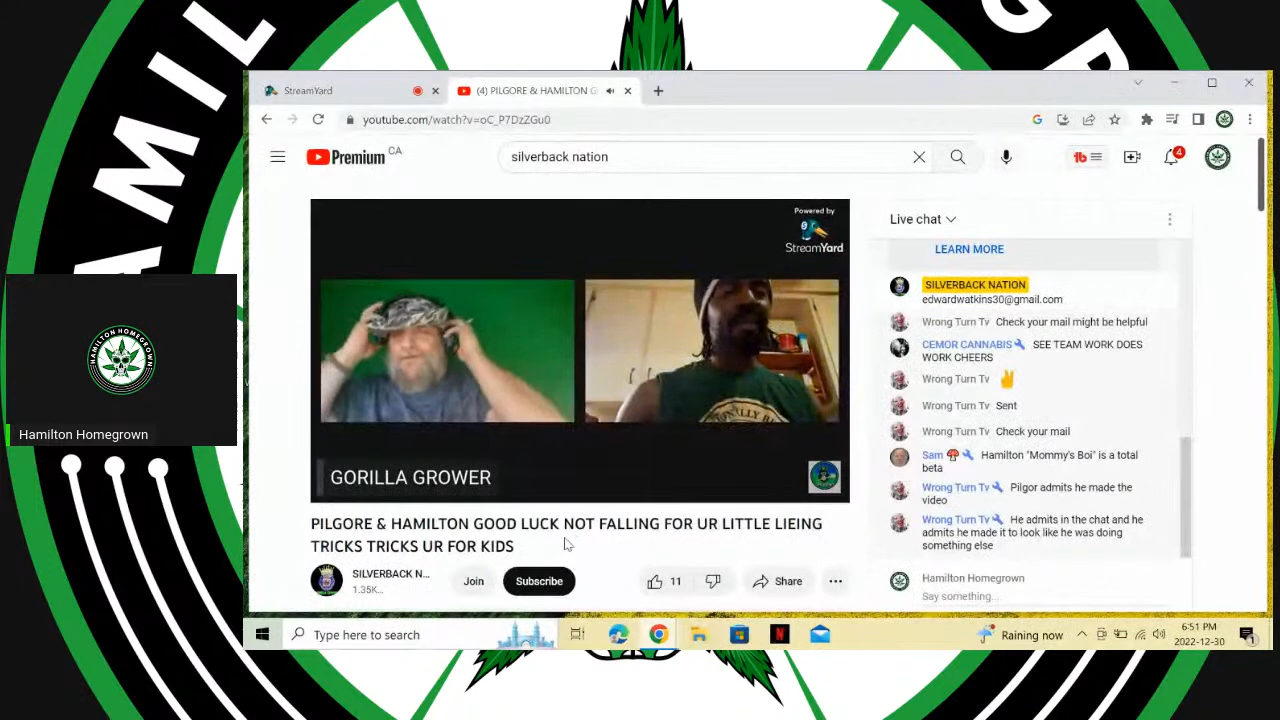 AMIL
GR
StreamYard
(4) PILGORE & HAMILTON G
youtube.com/watch?v=oC_P7DzZGu0
Premium CA
silverback nation
4
Powered by
StreamYard
GORILLA GROWER
HAMILTON HOMEGROWN
Hamilton Homegrown
PILGORE & HAMILTON GOOD LUCK NOT FALLING FOR UR LITTLE LIEING
TRICKS TRICKS UR FOR KIDS
SILVERBACK N...
1.35K...
Join
Subscribe
11
Share
Live chat
LEARN MORE
SILVERBACK NATION
edwardwatkins30@gmail.com
Wrong Turn Tv Check your mail might be helpful
CEMOR CANNABIS SEE TEAM WORK DOES
WORK CHEERS
Wrong Turn Tv
Wrong Turn Tv Sent
Wrong Turn Tv Check your mail
Sam Hamilton "Mommy's Boi" is a total
beta
Wrong Turn Tv Pilgor admits he made the
video
Wrong Turn Tv He admits in the chat and he
admits he made it to look like he was doing
something else
Hamilton Homegrown
Say something...
Type here to search
Raining now
6:51 PM
2022-12-30
1